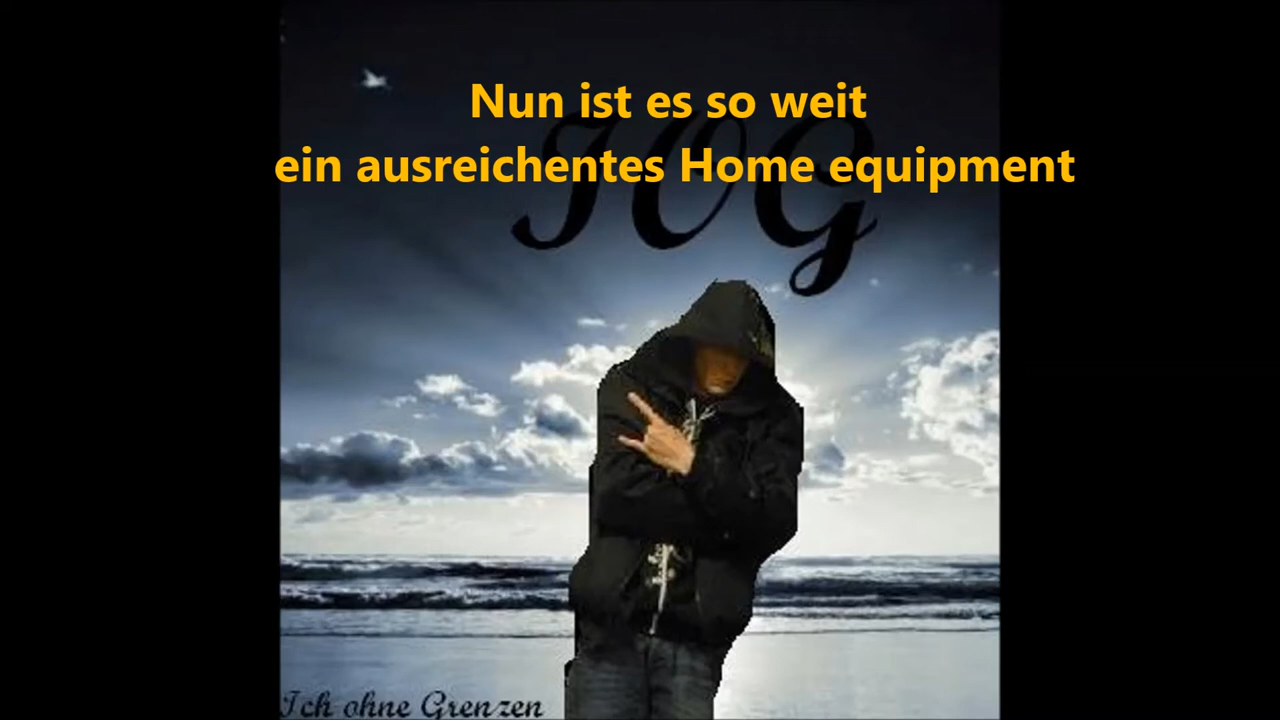 Nun ist es so weit
ein ausreichentes Home equipment
IOG
Ich ohne Grenzen